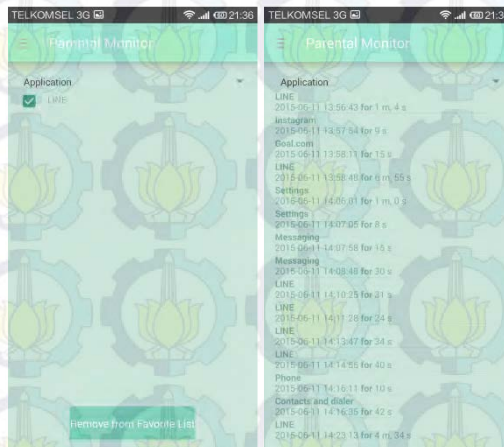 TELKOMSEL 3G 21:36
Parental Monitor
Application
LINE
Remove from Favorite List
TELKOMSEL 3G 21:3
Parental Monitor
Application
LINE
2015-06-11 13:56:43 for 1 m, 4 s
Instagram
2015-06-11 13:57:54 for 9 s
Goal.com
2015-06-11 13:58:11 for 15 s
LINE
2015-06-11 13:58:48 for 6 m, 55 s
Settings
2015-06-11 14:06:01 for 1 m, 0 s
Settings
2015-06-11 14:07:05 for 8 s
Messaging
2015-06-11 14:07:58 for 15 s
Messaging
2015-06-11 14:08:48 for 30 s
LINE
2015-06-11 14:10:25 for 31 s
LINE
2015-06-11 14:11:28 for 24 s
LINE
2015-06-11 14:13:47 for 34 s
LINE
2015-06-11 14:14:56 for 40 s
Phone
2015-06-11 14:16:11 for 10 s
Contacts and dialer
2015-06-11 14:16:35 for 42 s
LINE
2015-06-11 14:23:13 for 4 m, 34 s